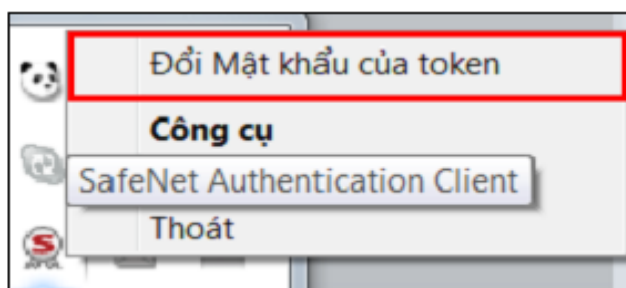 Đổi Mật khẩu của token
Công cụ
SafeNet Authentication Client
Thoát